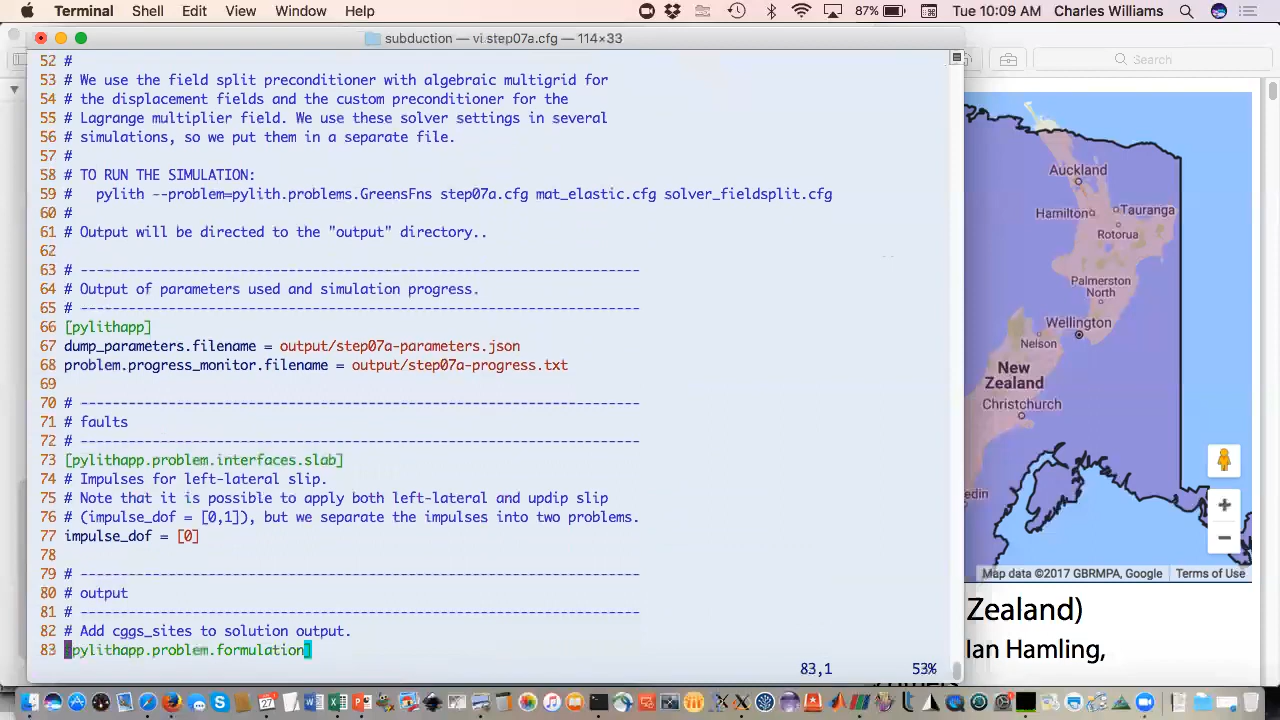 Terminal Shell Edit View Window Help 87% Tue 10:09 AM Charles Williams
subduction — vi step07a.cfg — 114×33
Search
52 #
53 # We use the field split preconditioner with algebraic multigrid for
54 # the displacement fields and the custom preconditioner for the
55 # Lagrange multiplier field. We use these solver settings in several
56 # simulations, so we put them in a separate file.
57 #
58 # TO RUN THE SIMULATION:
59 #   pylith --problem=pylith.problems.GreensFns step07a.cfg mat_elastic.cfg solver_fieldsplit.cfg
60 #
61 # Output will be directed to the "output" directory..
62
63 # ----------------------------------------------------------------------
64 # Output of parameters used and simulation progress.
65 # ----------------------------------------------------------------------
66 [pylithapp]
67 dump_parameters.filename = output/step07a-parameters.json
68 problem.progress_monitor.filename = output/step07a-progress.txt
69
70 # ----------------------------------------------------------------------
71 # faults
72 # ----------------------------------------------------------------------
73 [pylithapp.problem.interfaces.slab]
74 # Impulses for left-lateral slip.
75 # Note that it is possible to apply both left-lateral and updip slip
76 # (impulse_dof = [0,1]), but we separate the impulses into two problems.
77 impulse_dof = [0]
78
79 # ----------------------------------------------------------------------
80 # output
81 # ----------------------------------------------------------------------
82 # Add cggs_sites to solution output.
83 [pylithapp.problem.formulation]
83,1 53%
Auckland
Hamilton Tauranga
Rotorua
Palmerston
North
Wellington
Nelson
New
Zealand
Christchurch
edin
Map data ©2017 GBRMPA, Google Terms of Use
Zealand)
Ian Hamling,